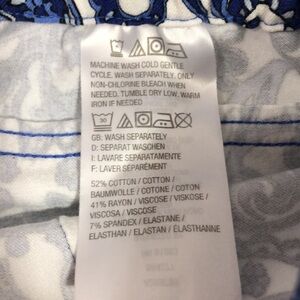 MACHINE WASH COLD GENTLE
CYCLE. WASH SEPARATELY. ONLY
NON-CHLORINE BLEACH WHEN
NEEDED. TUMBLE DRY LOW. WARM
IRON IF NEEDED
30
GB: WASH SEPARATELY
D: SEPARAT WASCHEN
I: LAVARE SEPARATAMENTE
F: LAVER SÉPARÉMENT
52% COTTON / COTTON /
BAUMWOLLE / COTONE / COTON
41% RAYON / VISCOSE / VISKOSE /
VISCOSA / VISCOSE
7% SPANDEX / ELASTANE /
ELASTHAN / ELASTAN / ELASTHANNE